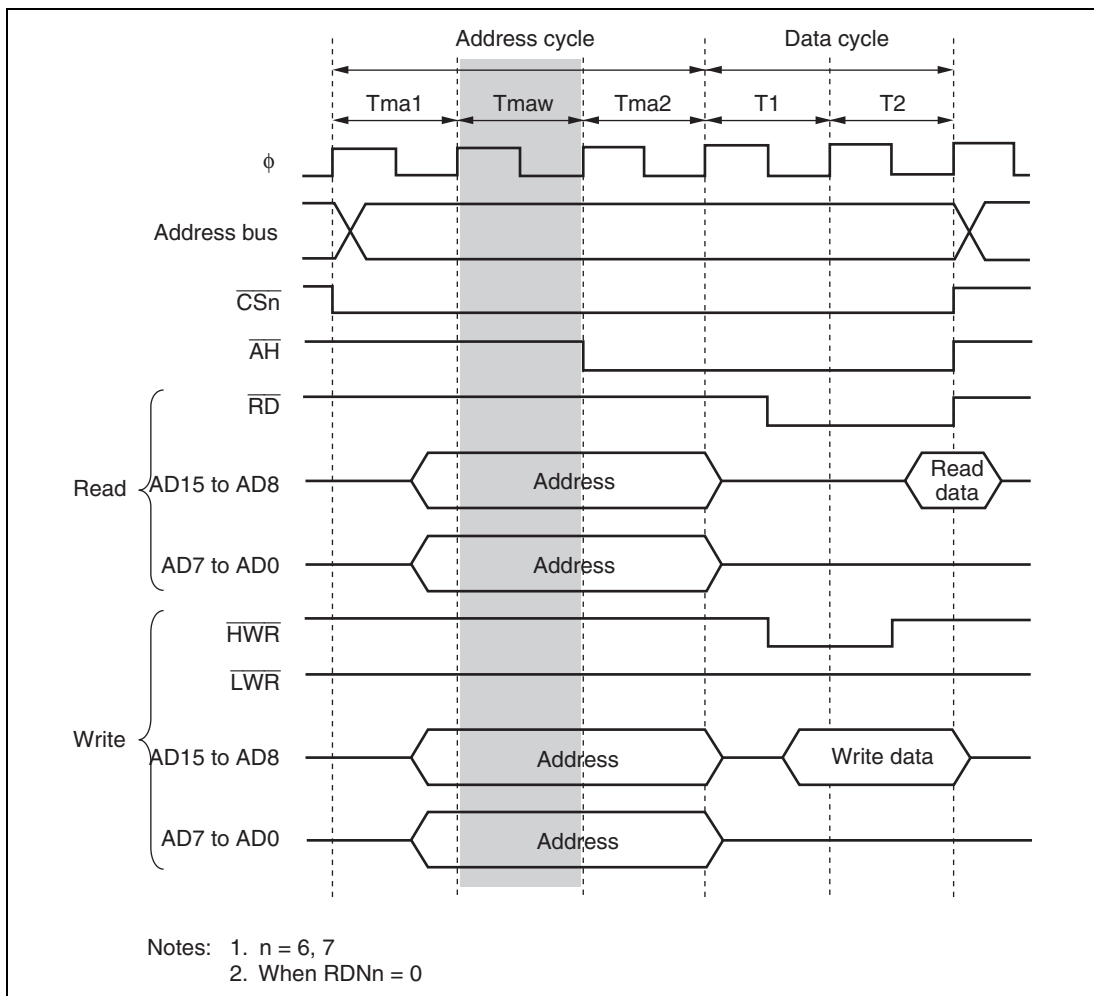 Address cycle Data cycle
Tma1 Tmaw Tma2 T1 T2
ϕ
Address bus
CSn
AH
RD
Read AD15 to AD8 Address Read data
AD7 to AD0 Address
HWR
LWR
Write AD15 to AD8 Address Write data
AD7 to AD0 Address
Notes: 1. n = 6, 7
2. When RDNn = 0